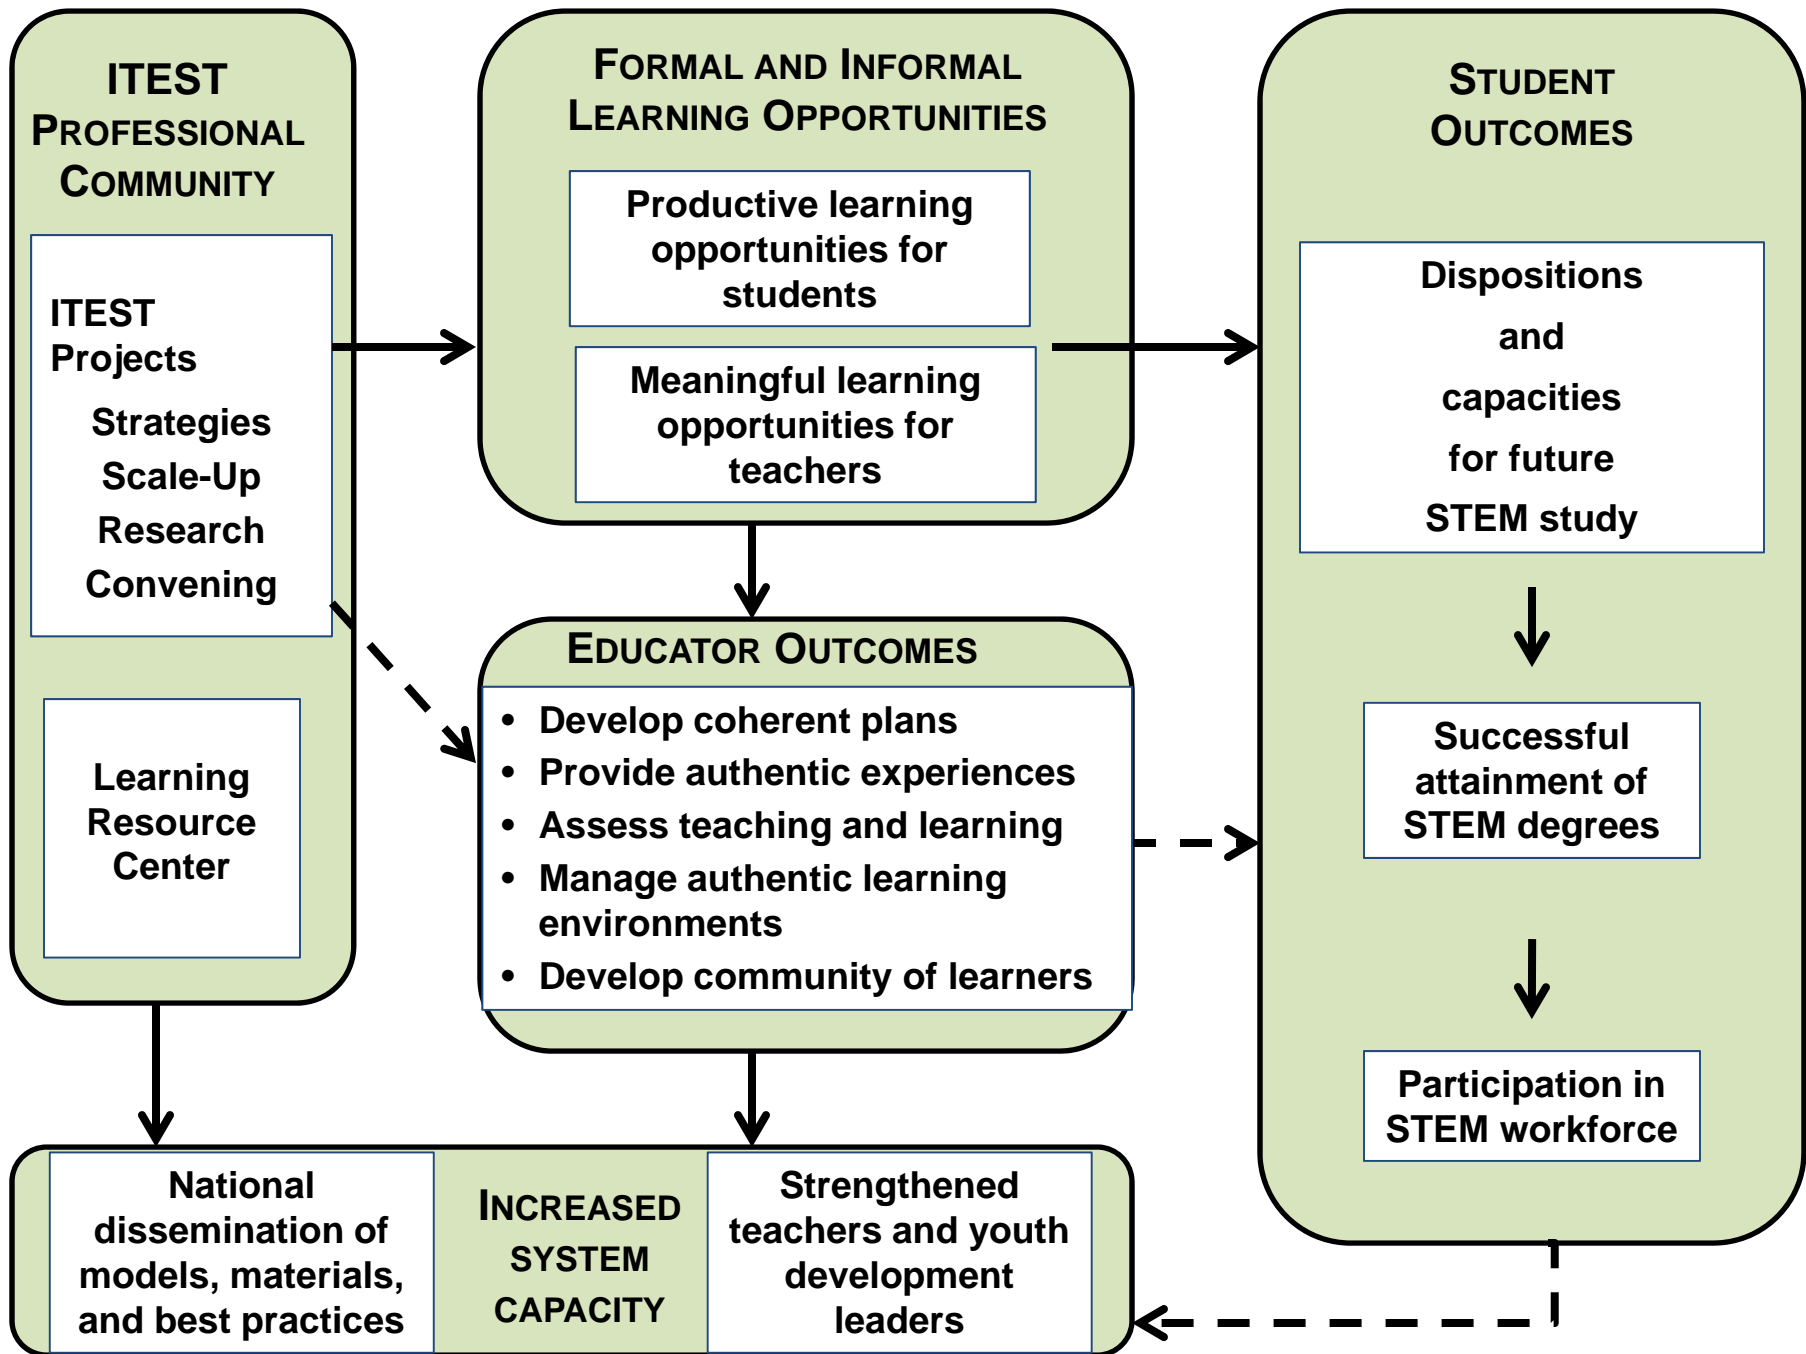 ITEST
PROFESSIONAL
COMMUNITY
ITEST
Projects
Strategies
Scale-Up
Research
Convening
Learning
Resource
Center
FORMAL AND INFORMAL
LEARNING OPPORTUNITIES
Productive learning
opportunities for
students
Meaningful learning
opportunities for
teachers
EDUCATOR OUTCOMES
• Develop coherent plans
• Provide authentic experiences
• Assess teaching and learning
• Manage authentic learning
environments
• Develop community of learners
STUDENT
OUTCOMES
Dispositions
and
capacities
for future
STEM study
Successful
attainment of
STEM degrees
Participation in
STEM workforce
National
dissemination of
models, materials,
and best practices
INCREASED
SYSTEM
CAPACITY
Strengthened
teachers and youth
development
leaders